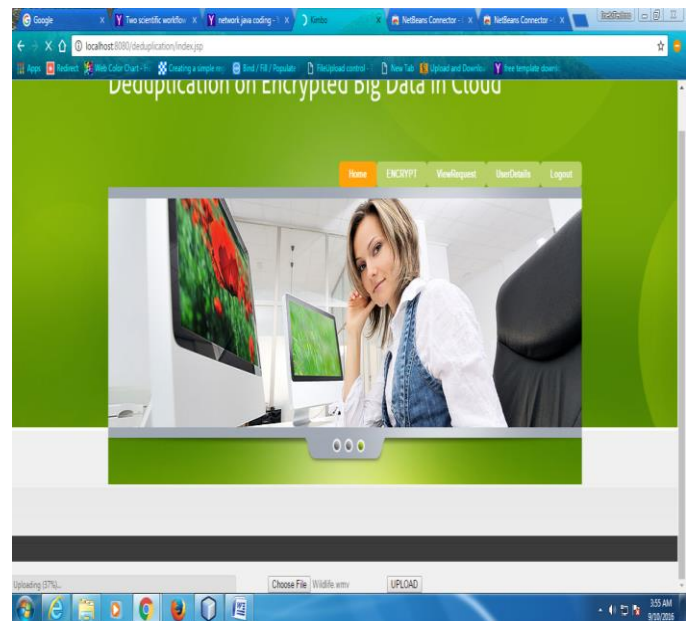 Google Two scientific workflow network java coding - Kimbo NetBeans Connector - NetBeans Connector -
localhost:8080/deduplication/index.jsp
Apps Redirect Web Color Chart - Creating a simple Bind / Fill / Populate FileUpload control - New Tab Upload and Downlo free template down
Deduplication on Encrypted Big Data in Cloud
Home ENCRYPT ViewRequest UserDetails Logout
Uploading (37%)... Choose File Wildlife.wmv UPLOAD
3:55 AM
9/10/2016